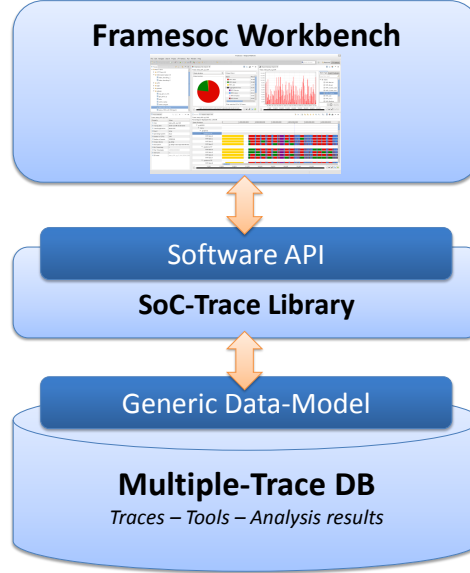 Framesoc Workbench
Software API
SoC-Trace Library
Generic Data-Model
Multiple-Trace DB
Traces – Tools – Analysis results